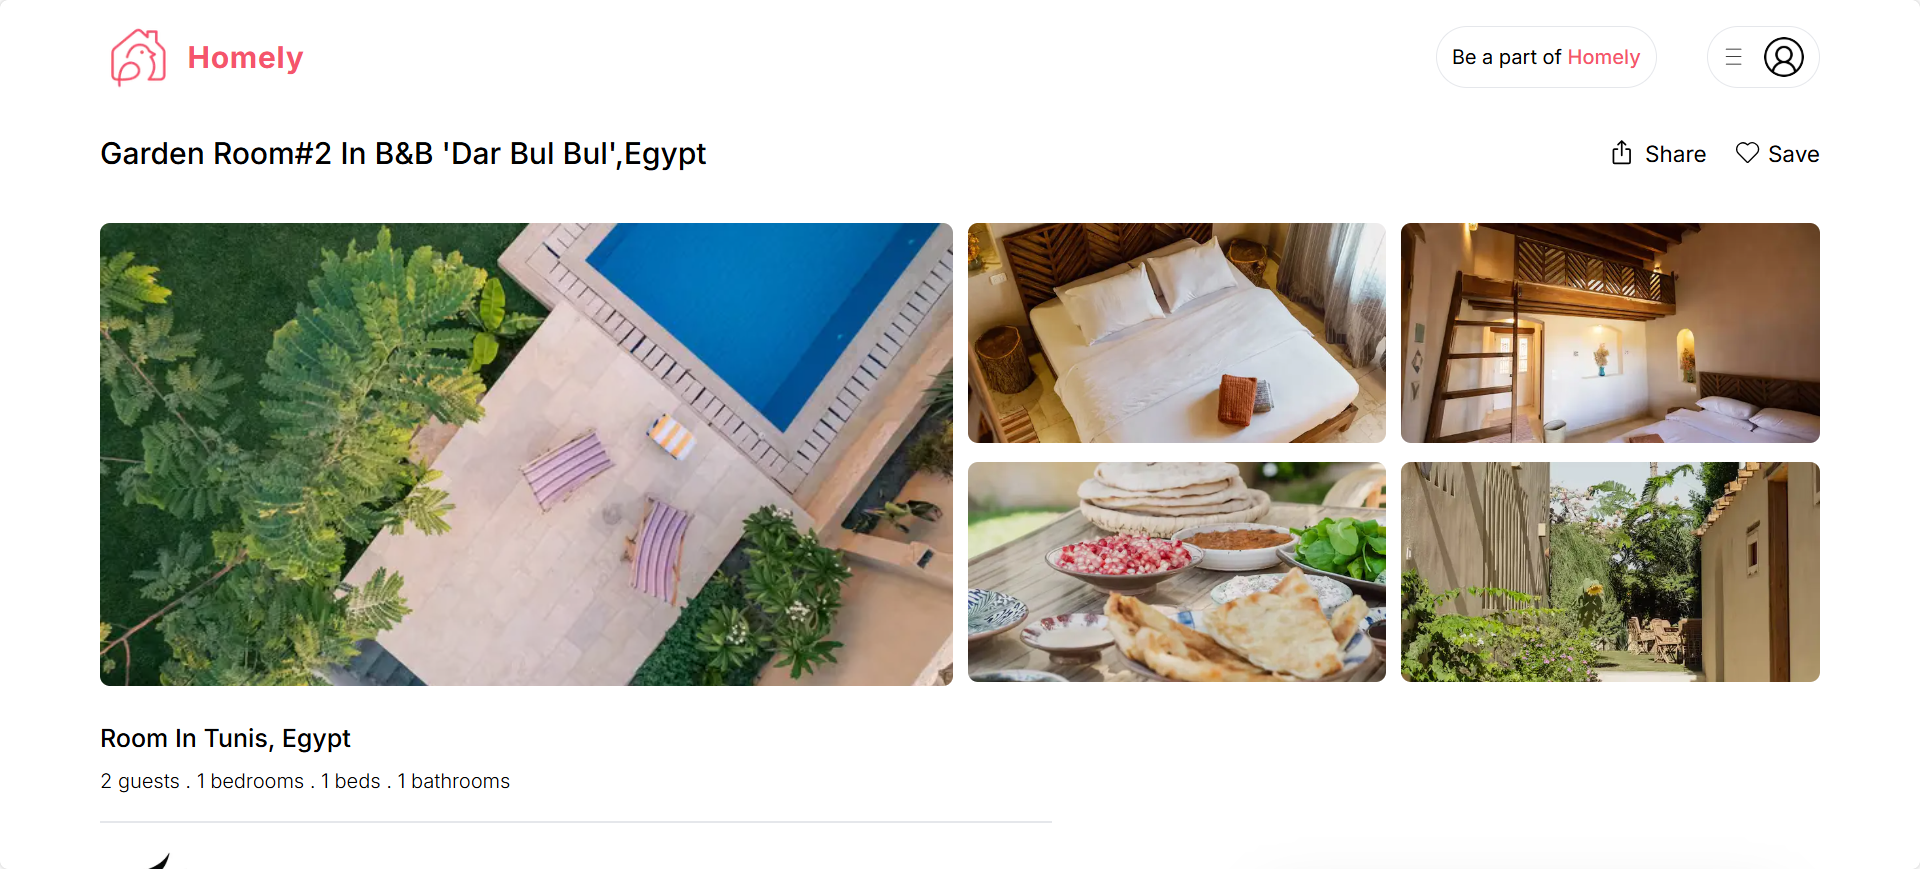 Homely
Be a part of Homely
Garden Room#2 In B&B 'Dar Bul Bul',Egypt
Share
Save
Room In Tunis, Egypt
2 guests . 1 bedrooms . 1 beds . 1 bathrooms